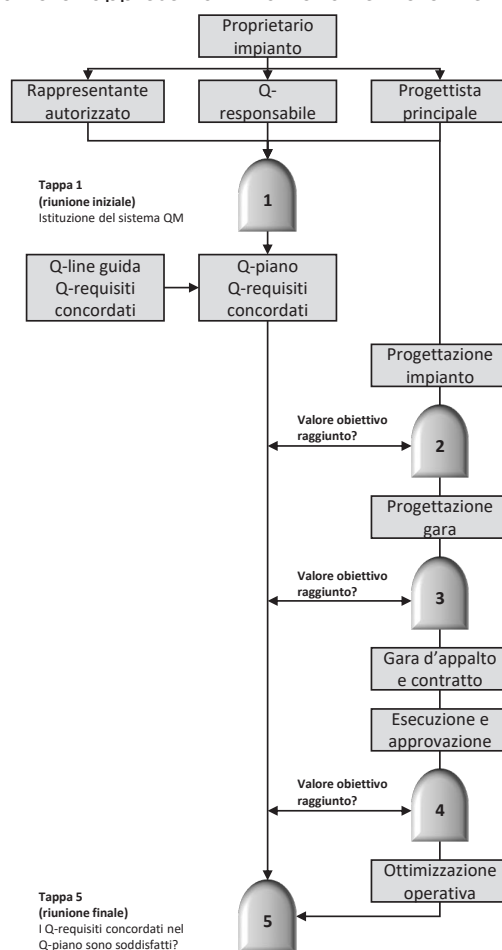 Proprietario
impianto
Rappresentante
autorizzato
Q-
responsabile
Progettista
principale
Tappa 1
(riunione iniziale)
Istituzione del sistema QM
1
Q-line guida
Q-requisiti
concordati
Q-piano
Q-requisiti
concordati
Progettazione
impianto
Valore obiettivo
raggiunto?
2
Progettazione
gara
Valore obiettivo
raggiunto?
3
Gara d'appalto
e contratto
Esecuzione e
approvazione
Valore obiettivo
raggiunto?
4
Ottimizzazione
operativa
Tappa 5
(riunione finale)
I Q-requisiti concordati nel
Q-piano sono soddisfatti?
5